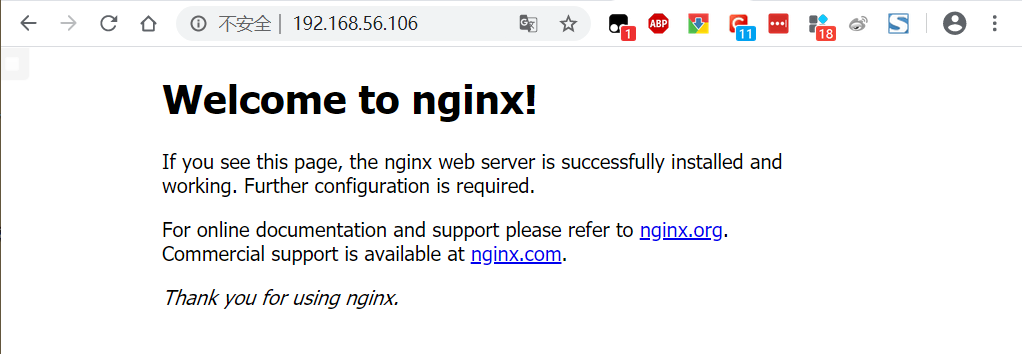 不安全 | 192.168.56.106
1 ABP 11 18
Welcome to nginx!
If you see this page, the nginx web server is successfully installed and
working. Further configuration is required.
For online documentation and support please refer to nginx.org.
Commercial support is available at nginx.com.
Thank you for using nginx.